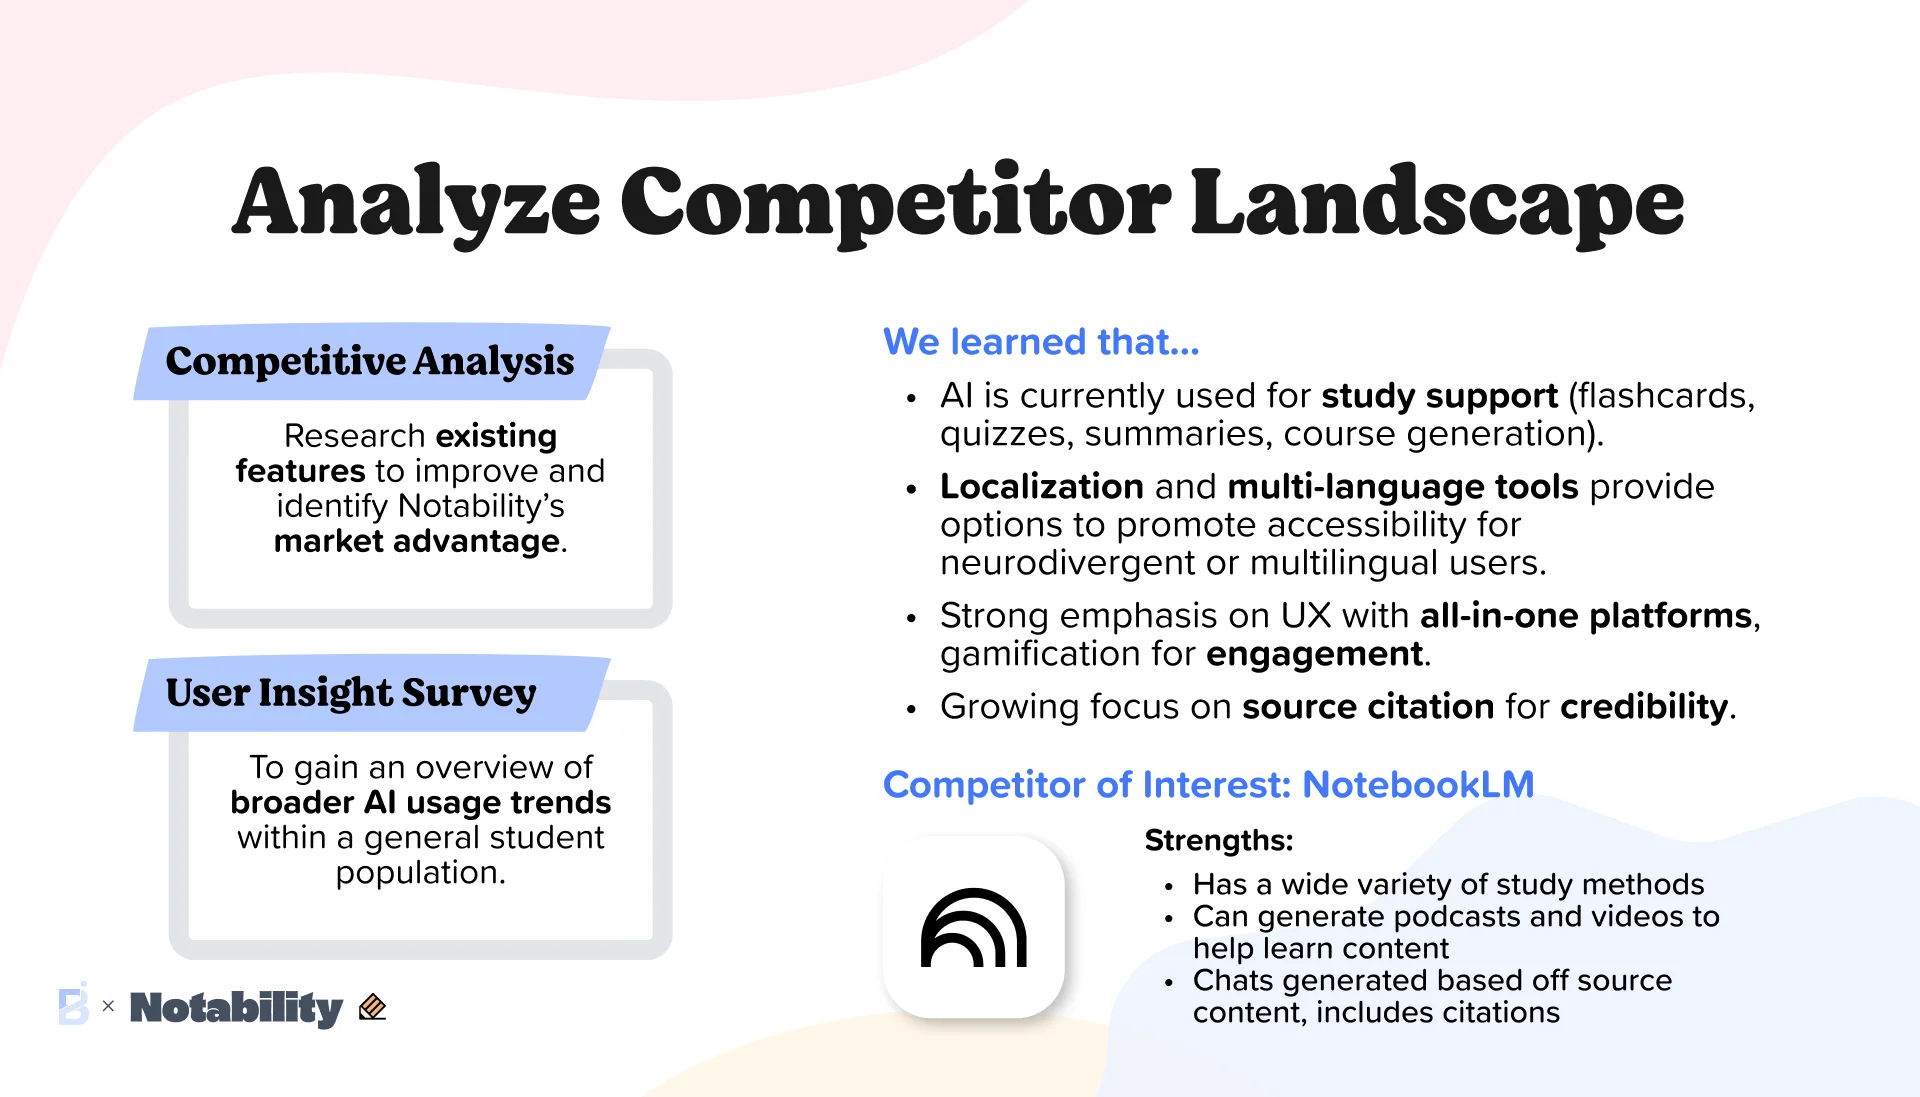 Analyze Competitor Landscape
Competitive Analysis
Research existing
features to improve and
identify Notability’s
market advantage.
User Insight Survey
To gain an overview of
broader AI usage trends
within a general student
population.
We learned that...
• AI is currently used for study support (flashcards,
quizzes, summaries, course generation).
• Localization and multi-language tools provide
options to promote accessibility for
neurodivergent or multilingual users.
• Strong emphasis on UX with all-in-one platforms,
gamification for engagement.
• Growing focus on source citation for credibility.
Competitor of Interest: NotebookLM
Strengths:
• Has a wide variety of study methods
• Can generate podcasts and videos to
help learn content
• Chats generated based off source
content, includes citations
× Notability